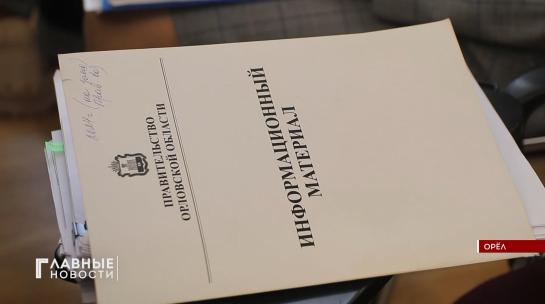 ПРАВИТЕЛЬСТВО
ОРЛОВСКОЙ ОБЛАСТИ
ИНФОРМАЦИОННЫЙ
МАТЕРИАЛ
ГЛАВНЫЕ
НОВОСТИ
ОРЁЛ